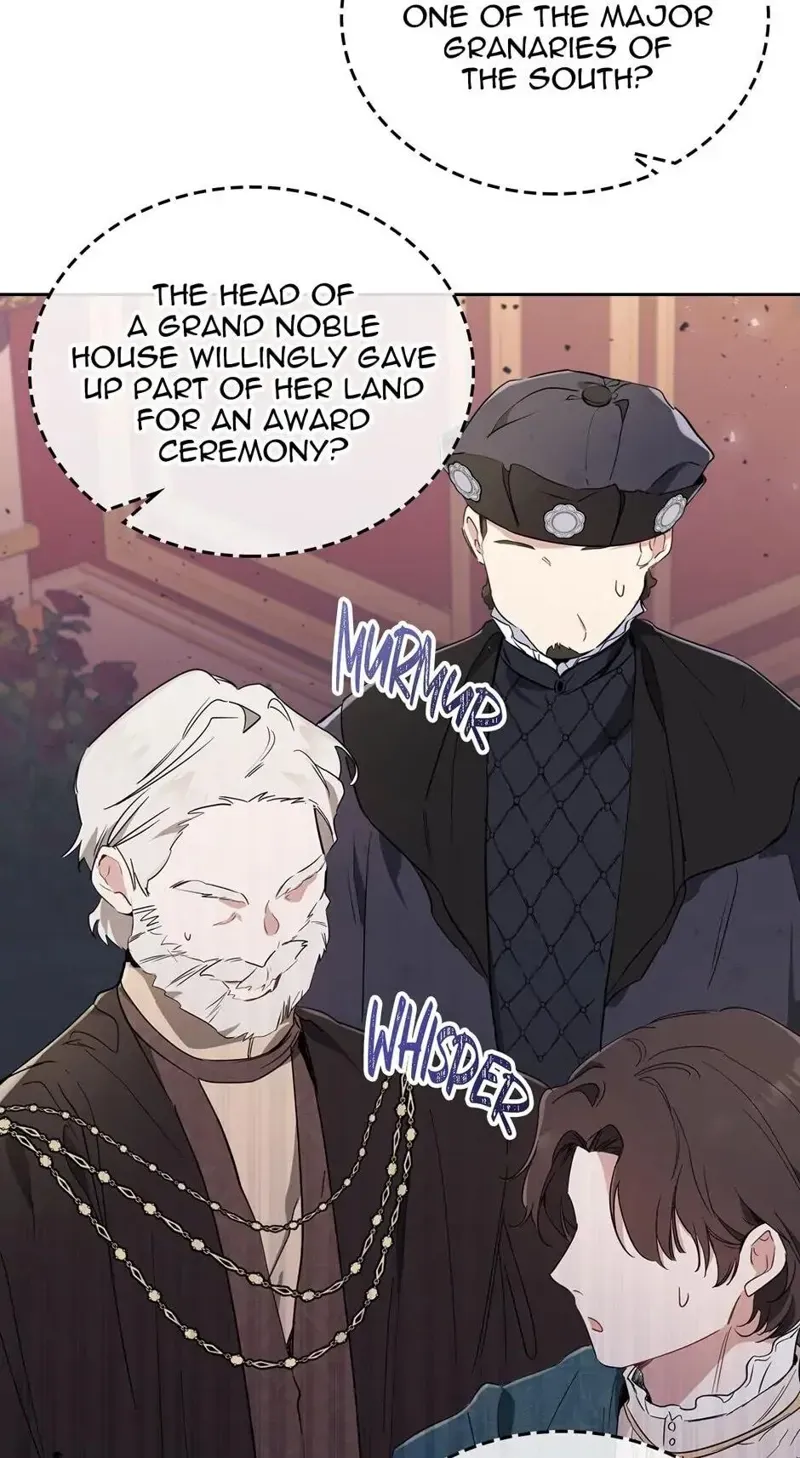 ONE OF THE MAJOR
GRANARIES OF
THE SOUTH?
THE HEAD OF
A GRAND NOBLE
HOUSE WILLINGLY GAVE
UP PART OF HER LAND
FOR AN AWARD
CEREMONY?
MURMUR
WHISPER